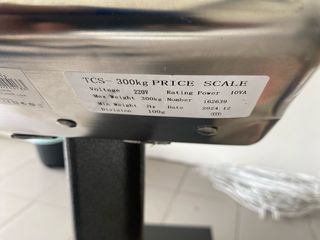 TCS-300kg PRICE SCALE
Voltage 220V Rating Power 10VA
Max Weight 300kg Number 162639
Min Weight 2kg Date 2024.12
Division 100g